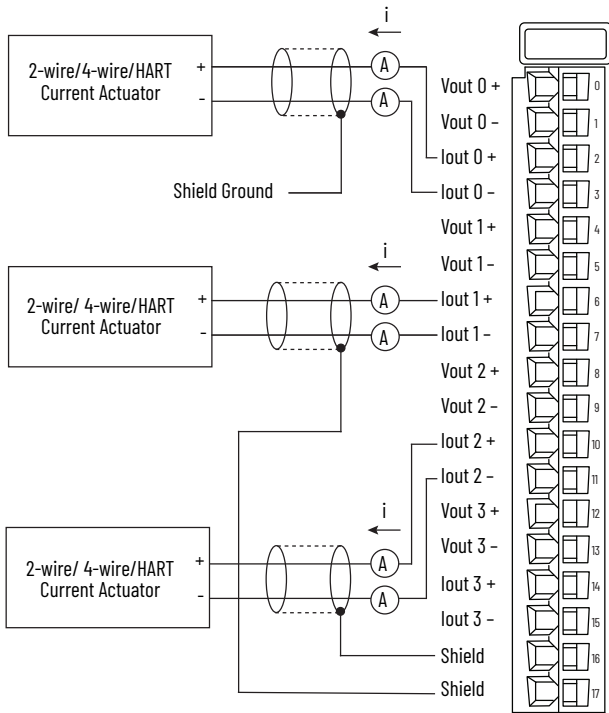 i
2-wire/4-wire/HART
Current Actuator
+
-
A
A
Shield Ground
i
2-wire/ 4-wire/HART
Current Actuator
+
-
A
A
i
2-wire/ 4-wire/HART
Current Actuator
+
-
A
A
Vout 0 + 0
Vout 0 – 1
Iout 0 + 2
Iout 0 – 3
Vout 1 + 4
Vout 1 – 5
Iout 1 + 6
Iout 1 – 7
Vout 2 + 8
Vout 2 – 9
Iout 2 + 10
Iout 2 – 11
Vout 3 + 12
Vout 3 – 13
Iout 3 + 14
Iout 3 – 15
Shield 16
Shield 17